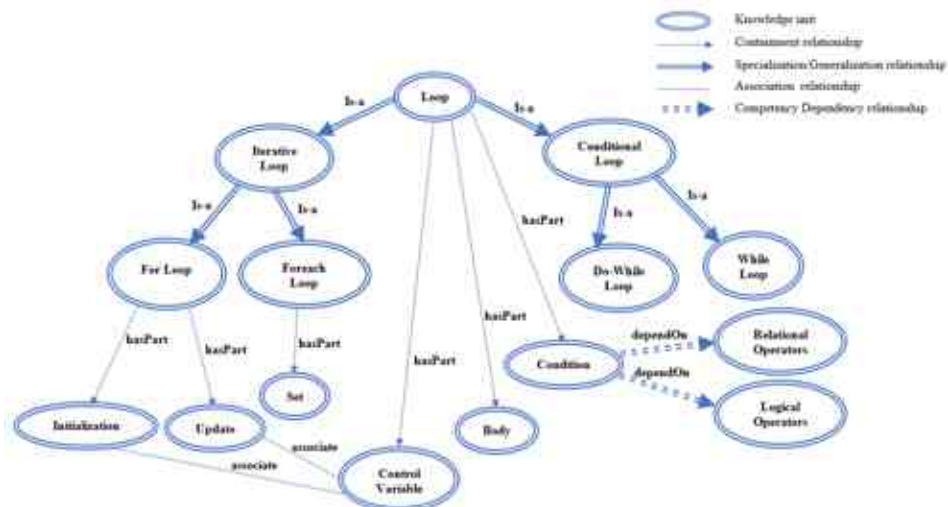 Knowledge unit
Containment relationship
Specialization/Generalization relationship
Association relationship
Competency Dependency relationship
Loop
Is-a
Is-a
Iterative
Loop
Conditional
Loop
Is-a
Is-a
hasPart
Is-a
Is-a
For Loop
Foreach
Loop
Do-While
Loop
While
Loop
hasPart
hasPart
hasPart
hasPart
hasPart
dependOn
Relational
Operators
Condition
dependOn
Set
Logical
Operators
Initialization
Update
Body
associate
associate
Control
Variable